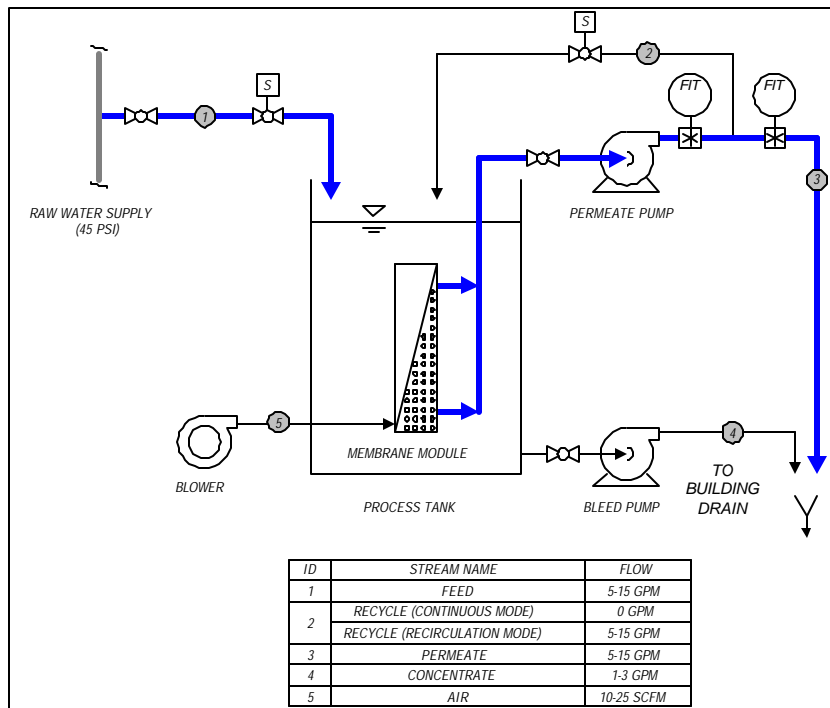 S
2
FIT
FIT
S
1
3
RAW WATER SUPPLY
(45 PSI)
PERMEATE PUMP
5
4
MEMBRANE MODULE
BLOWER
PROCESS TANK
BLEED PUMP
TO
BUILDING
DRAIN
ID STREAM NAME FLOW
1 FEED 5-15 GPM
2 RECYCLE (CONTINUOUS MODE) 0 GPM
RECYCLE (RECIRCULATION MODE) 5-15 GPM
3 PERMEATE 5-15 GPM
4 CONCENTRATE 1-3 GPM
5 AIR 10-25 SCFM